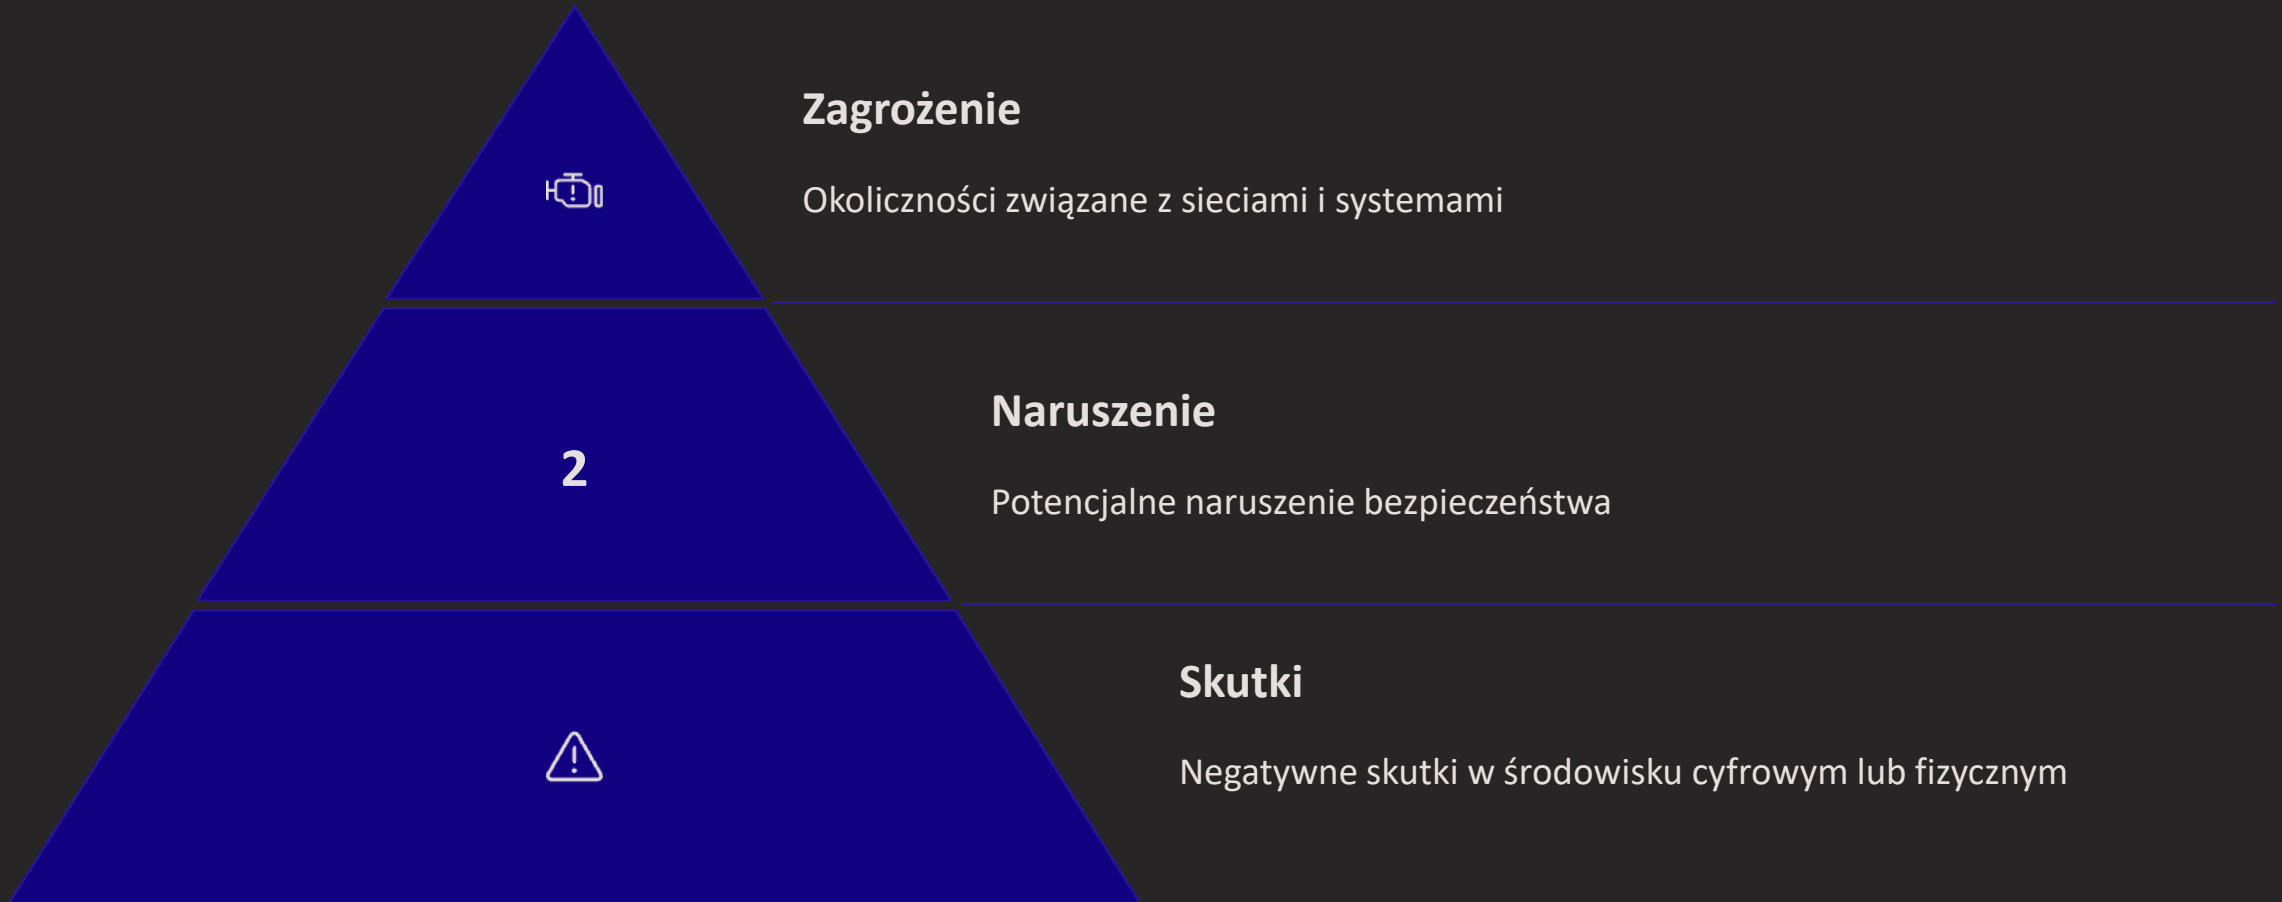 Zagrożenie
Okoliczności związane z sieciami i systemami
2
Naruszenie
Potencjalne naruszenie bezpieczeństwa
Skutki
Negatywne skutki w środowisku cyfrowym lub fizycznym